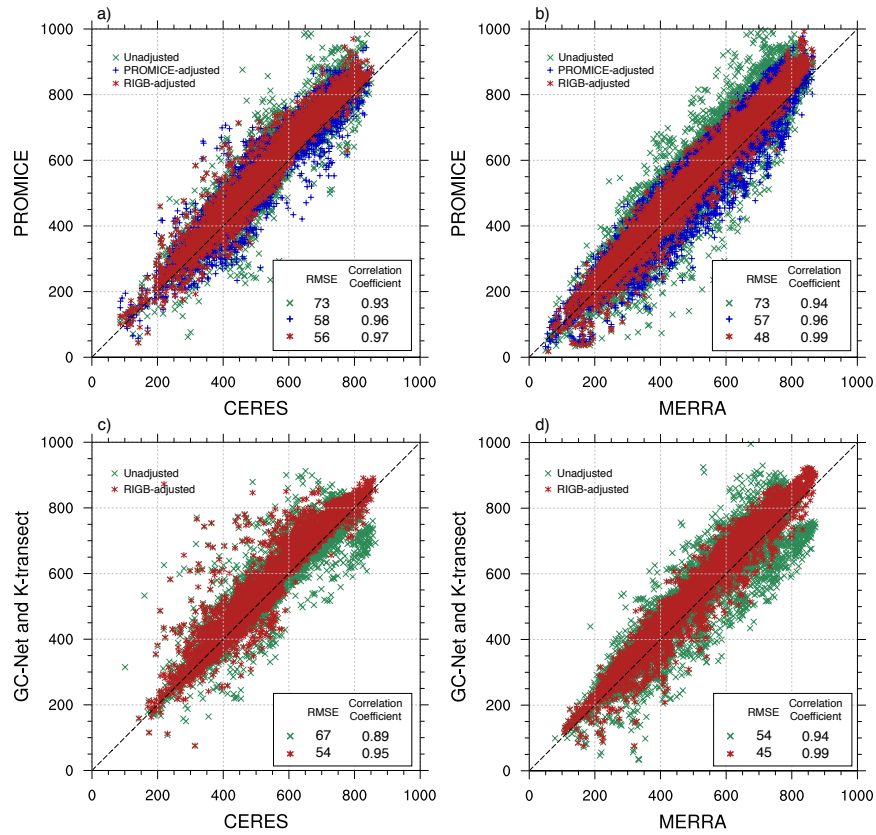 a)
1000
800
600
400
200
0
PROMICE
Unadjusted
PROMICE-adjusted
RIGB-adjusted
RMSE Correlation Coefficient
73 0.93
58 0.96
56 0.97
0 200 400 600 800 1000
CERES
b)
1000
800
600
400
200
0
PROMICE
Unadjusted
PROMICE-adjusted
RIGB-adjusted
RMSE Correlation Coefficient
73 0.94
57 0.96
48 0.99
0 200 400 600 800 1000
MERRA
c)
1000
800
600
400
200
0
GC-Net and K-transect
Unadjusted
RIGB-adjusted
RMSE Correlation Coefficient
67 0.89
54 0.95
0 200 400 600 800 1000
CERES
d)
1000
800
600
400
200
0
GC-Net and K-transect
Unadjusted
RIGB-adjusted
RMSE Correlation Coefficient
54 0.94
45 0.99
0 200 400 600 800 1000
MERRA